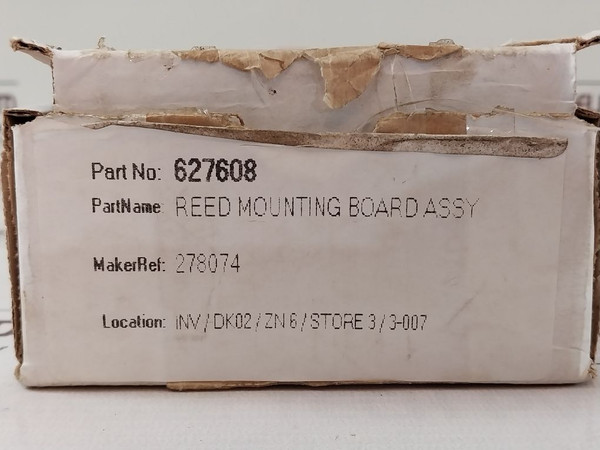 Part No: 627608
PartName: REED MOUNTING BOARD ASSY
MakerRef: 278074
Location: INV/DK02/ZN 6/STORE 3/3-007